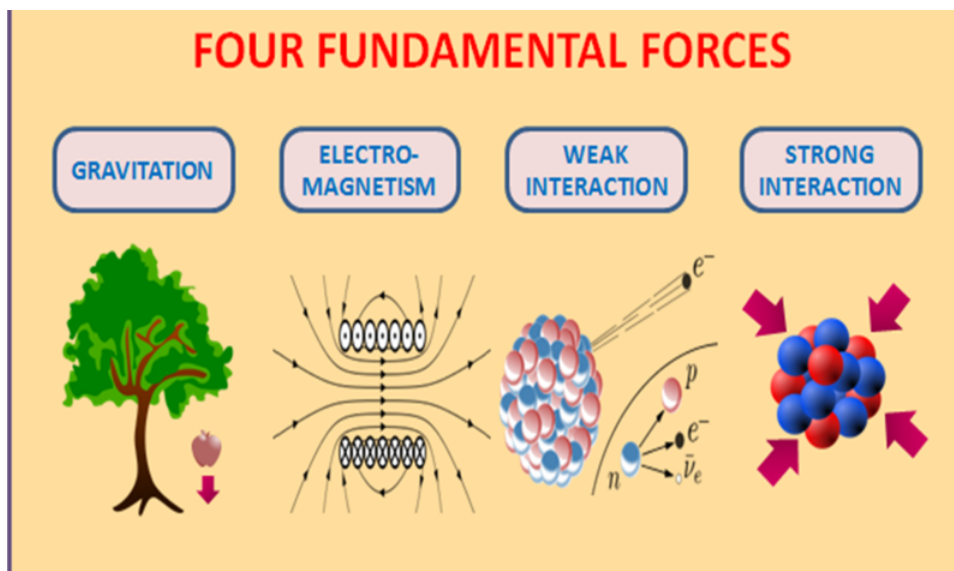 FOUR FUNDAMENTAL FORCES
GRAVITATION
ELECTRO-
MAGNETISM
WEAK
INTERACTION
STRONG
INTERACTION
e⁻
p
e⁻
n
ν̄ₑ